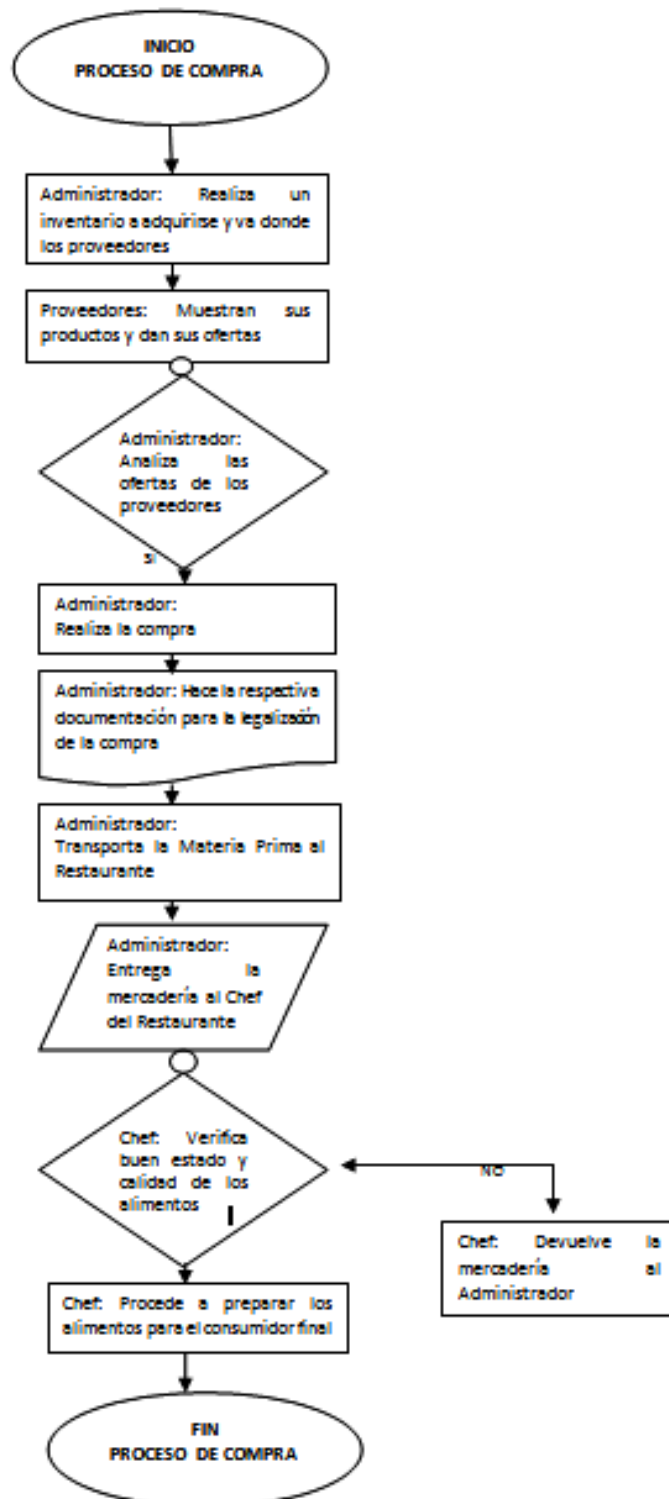 INICIO
PROCESO DE COMPRA
Administrador: Realiza un
inventario a adquirirse y va donde
los proveedores
Proveedores: Muestran sus
productos y dan sus ofertas
Administrador:
Analiza las
ofertas de los
proveedores
SI
Administrador:
Realiza la compra
Administrador: Hace la respectiva
documentación para la legalización
de la compra
Administrador:
Transporta la Materia Prima al
Restaurante
Administrador:
Entrega la
mercadería al Chef
del Restaurante
Chef: Verifica
buen estado y
calidad de los
alimentos
NO
Chef: Devuelve la
mercadería al
Administrador
Chef: Procede a preparar los
alimentos para el consumidor final
FIN
PROCESO DE COMPRA